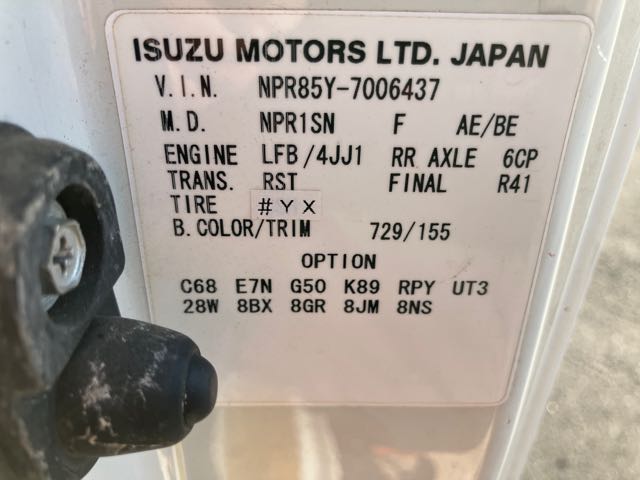 ISUZU MOTORS LTD. JAPAN
V.I.N. NPR85Y-7006437
M.D. NPR1SN F AE/BE
ENGINE LFB/4JJ1 RR AXLE 6CP
TRANS. RST FINAL R41
TIRE #YX
B.COLOR/TRIM 729/155
OPTION
C68 E7N G50 K89 RPY UT3
28W 8BX 8GR 8JM 8NS